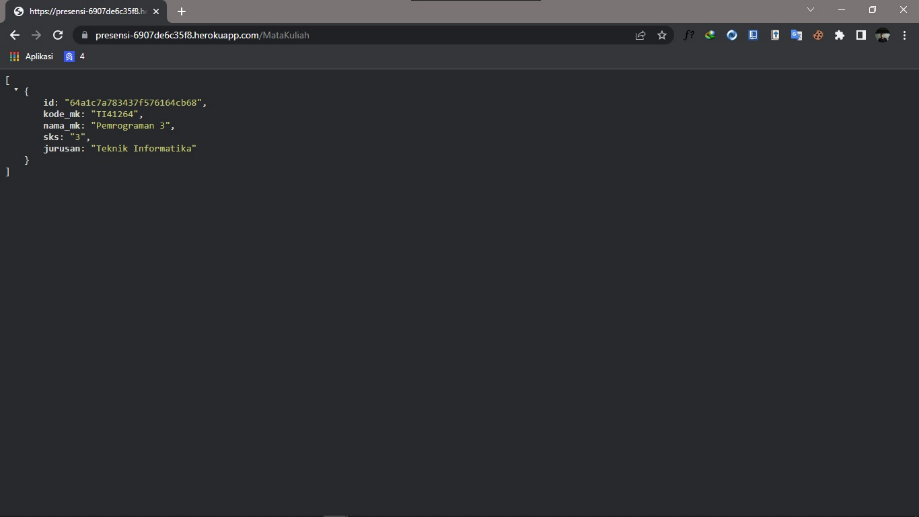 https://presensi-6907de6c35f8.he
presensi-6907de6c35f8.herokuapp.com/MataKuliah
Aplikasi
4
[
{
id: "64a1c7a783437f576164cb68",
kode_mk: "TI41264",
nama_mk: "Pemrograman 3",
sks: "3",
jurusan: "Teknik Informatika"
}
]